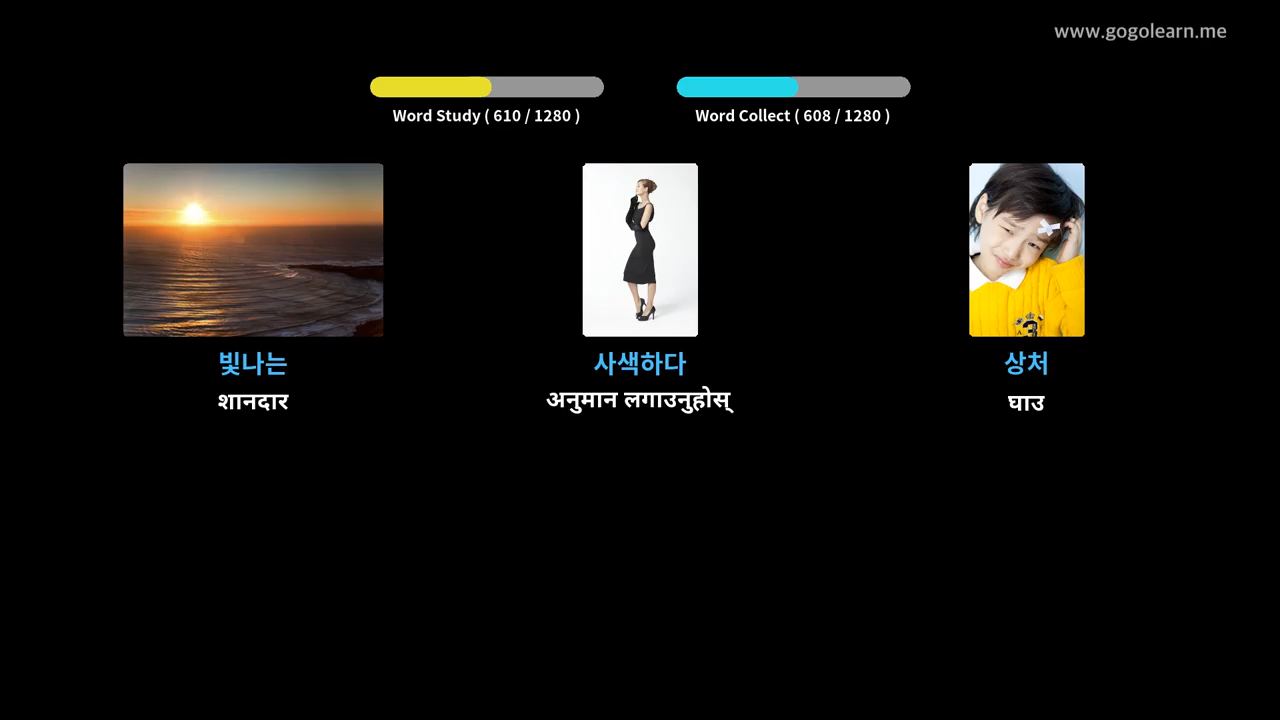 www.gogolearn.me
Word Study ( 610 / 1280 )
Word Collect ( 608 / 1280 )
빛나는
사색하다
상처
शानदार
अनुमान लगाउनुहोस्
घाउ
3